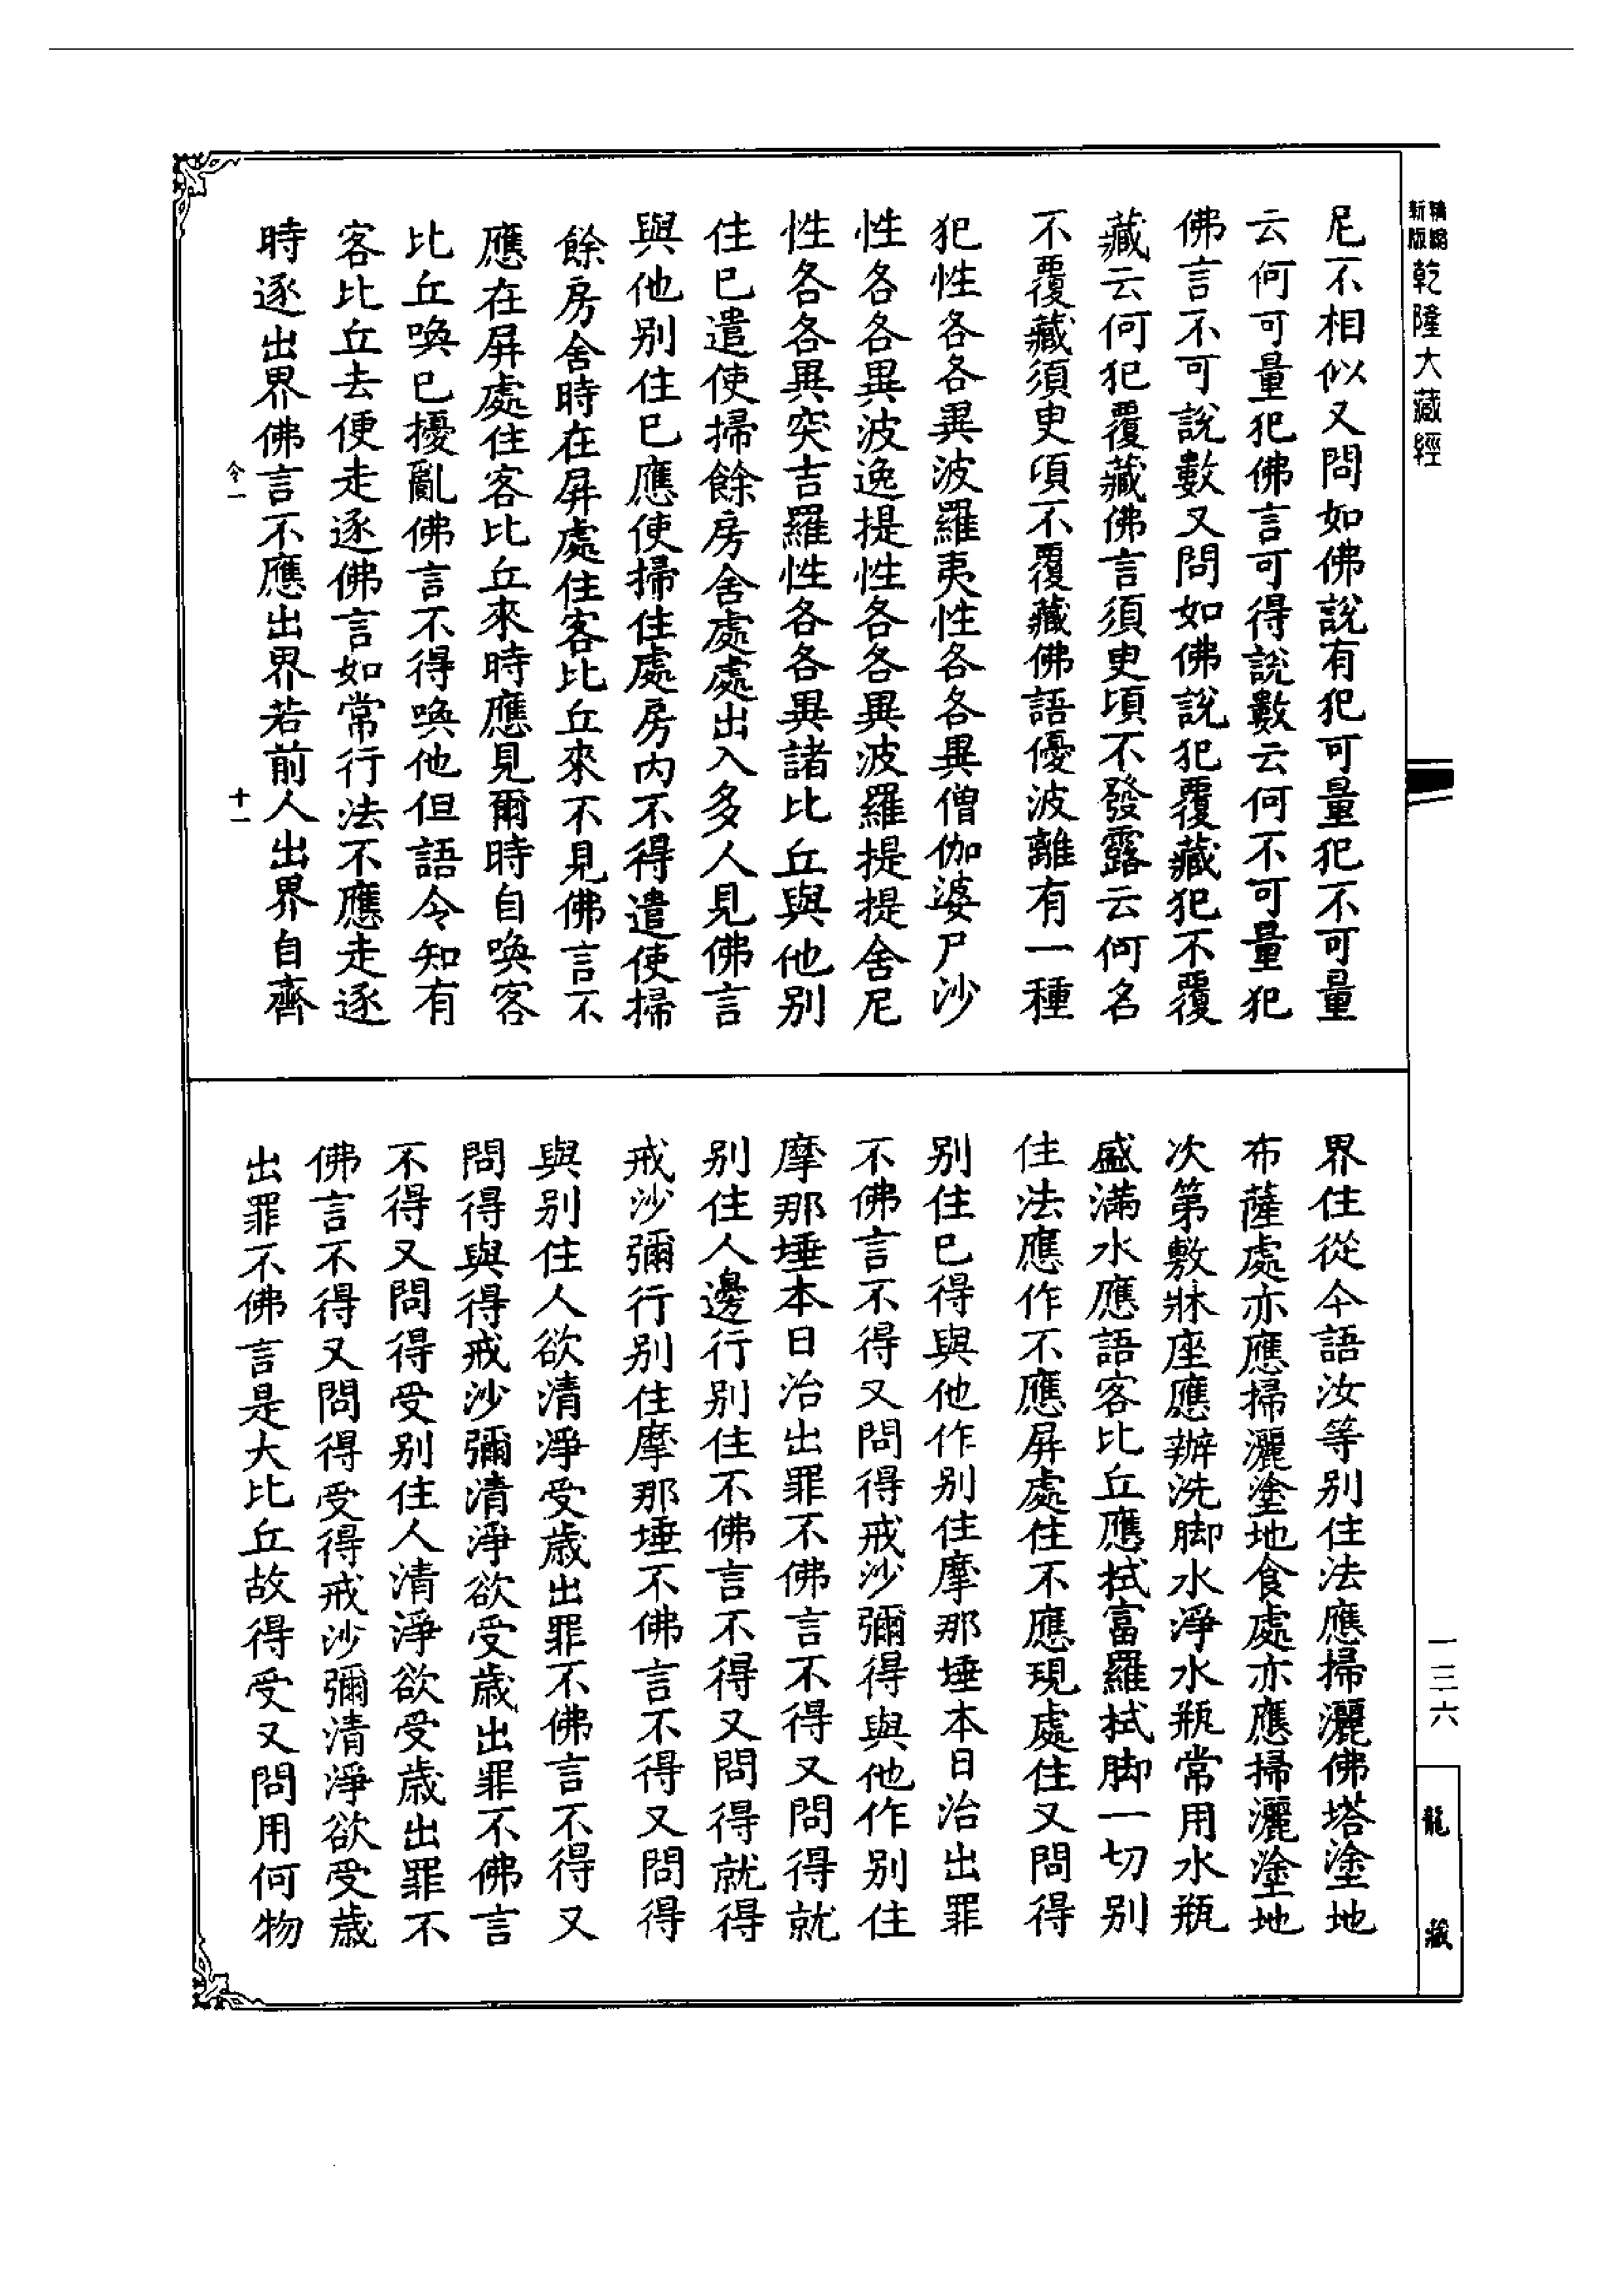 新編縮版 乾隆大藏經
尼不相似又問如佛說有犯可量犯不可量
云何可量犯佛言可得說數云何不可量犯
佛言不可說數又問如佛說犯覆藏犯不覆
藏云何犯覆藏佛言須臾頃不發露云何名
不覆藏須臾頃不覆藏佛語優波離有一種
犯性各各異波羅夷性各各異僧伽婆尸沙
性各各異波逸提性各各異波羅提提舍尼
性各各異突吉羅性各各異諸比丘與他別
住已遣使掃餘房舍處處出入多人見佛言
與他別住已應使掃住處房內不得遣使掃
餘房舍時在屏處住客比丘來不見佛言不
應在屏處住客比丘來時應見爾時自喚客
比丘喚已擾亂佛言不得喚他但語令知有
客比丘去便走逐佛言如常行法不應走逐
時逐出界佛言不應出界若前人出界自齊
令一
十一
界住從今語汝等別住法應掃灑佛塔塗地
布薩處亦應掃灑塗地食處亦應掃灑塗地
次第敷牀座應辦洗脚水淨水瓶常用水瓶
盛滿水應語客比丘應拭富羅拭脚一切別
住法應作不應屏處住不應現處住又問得
別住已得與他作別住摩那埵本日治出罪
不佛言不得又問得戒沙彌得與他作別住
摩那埵本日治出罪不佛言不得又問得就
別住人邊行別住不佛言不得又問得就得
戒沙彌行別住摩那埵不佛言不得又問得
與別住人欲清淨受歲出罪不佛言不得又
問得與得戒沙彌清淨欲受歲出罪不佛言
不得又問得受別住人清淨欲受歲出罪不
佛言不得又問得受得戒沙彌清淨欲受歲
出罪不佛言是大比丘故得受又問用何物
一三六
龍藏